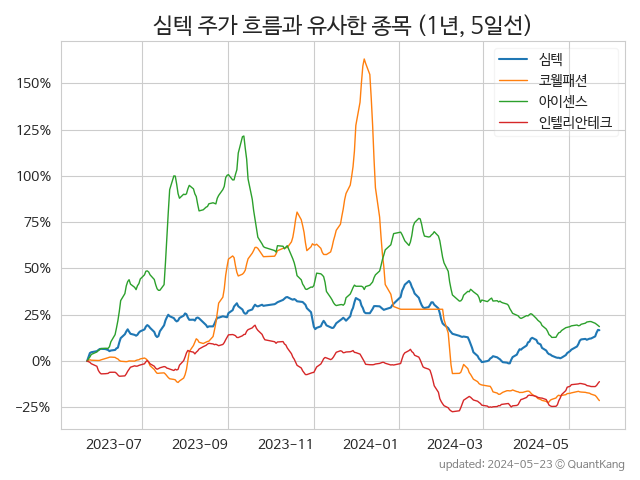 심텍 주가 흐름과 유사한 종목 (1년, 5일선)
심텍
코웰패션
아이센스
인텔리안테크
150%
125%
100%
75%
50%
25%
0%
−25%
2023-07
2023-09
2023-11
2024-01
2024-03
2024-05
updated: 2024-05-23 © QuantKang